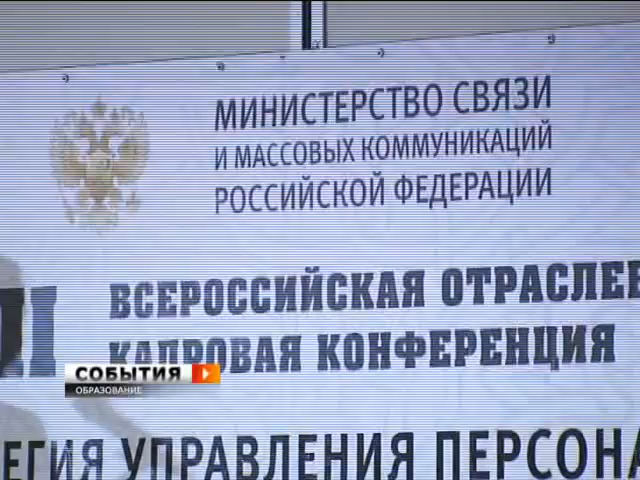 МИНИСТЕРСТВО СВЯЗИ
И МАССОВЫХ КОММУНИКАЦИЙ
РОССИЙСКОЙ ФЕДЕРАЦИИ
ВСЕРОССИЙСКАЯ ОТРАСЛЕВ
КАДРОВАЯ КОНФЕРЕНЦИЯ
СОБЫТИЯ
ОБРАЗОВАНИЕ
ЕГИЯ УПРАВЛЕНИЯ ПЕРСОНА